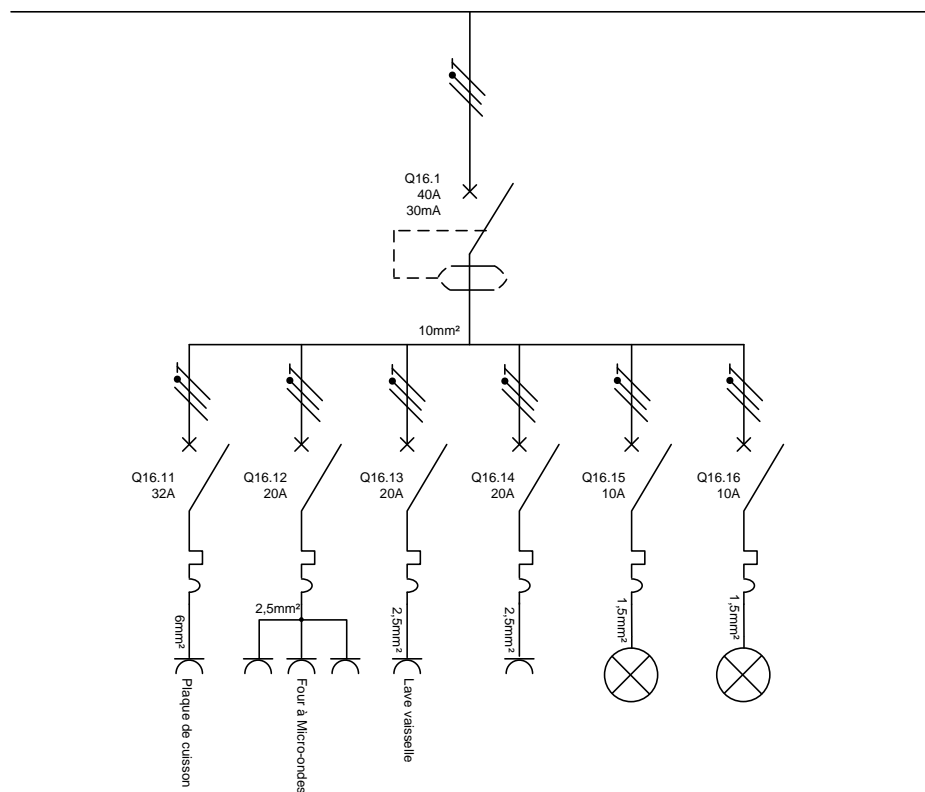 Q16.1
40A
30mA
10mm²
Q16.11
32A
Q16.12
20A
Q16.13
20A
Q16.14
20A
Q16.15
10A
Q16.16
10A
6mm²
2,5mm²
2,5mm²
2,5mm²
1,5mm²
1,5mm²
Plaque de cuisson
Four à Micro-ondes
Lave vaisselle